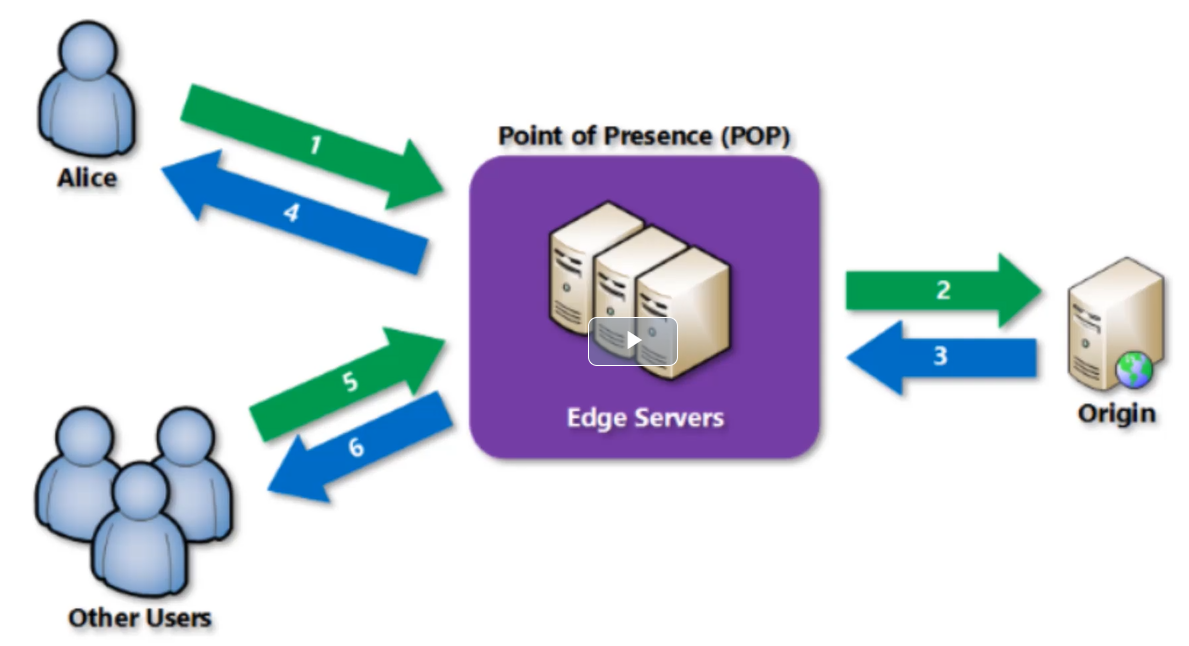 Alice
1
4
Point of Presence (POP)
Edge Servers
2
3
Origin
5
6
Other Users